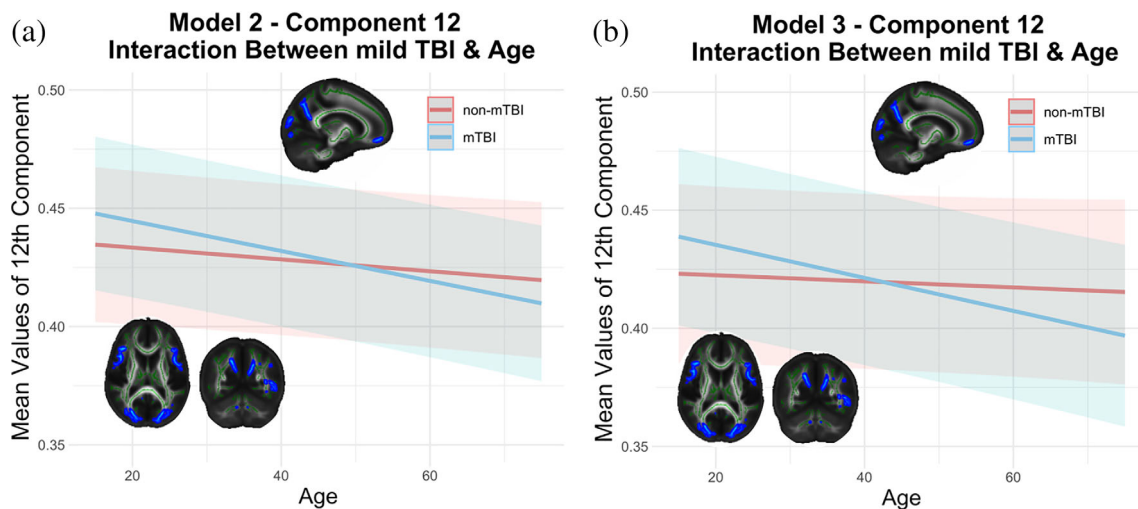 (a)
Model 2 - Component 12
Interaction Between mild TBI & Age
Mean Values of 12th Component
0.50
0.45
0.40
0.35
non-mTBI
mTBI
20
40
60
Age
(b)
Model 3 - Component 12
Interaction Between mild TBI & Age
Mean Values of 12th Component
0.50
0.45
0.40
0.35
non-mTBI
mTBI
20
40
60
Age